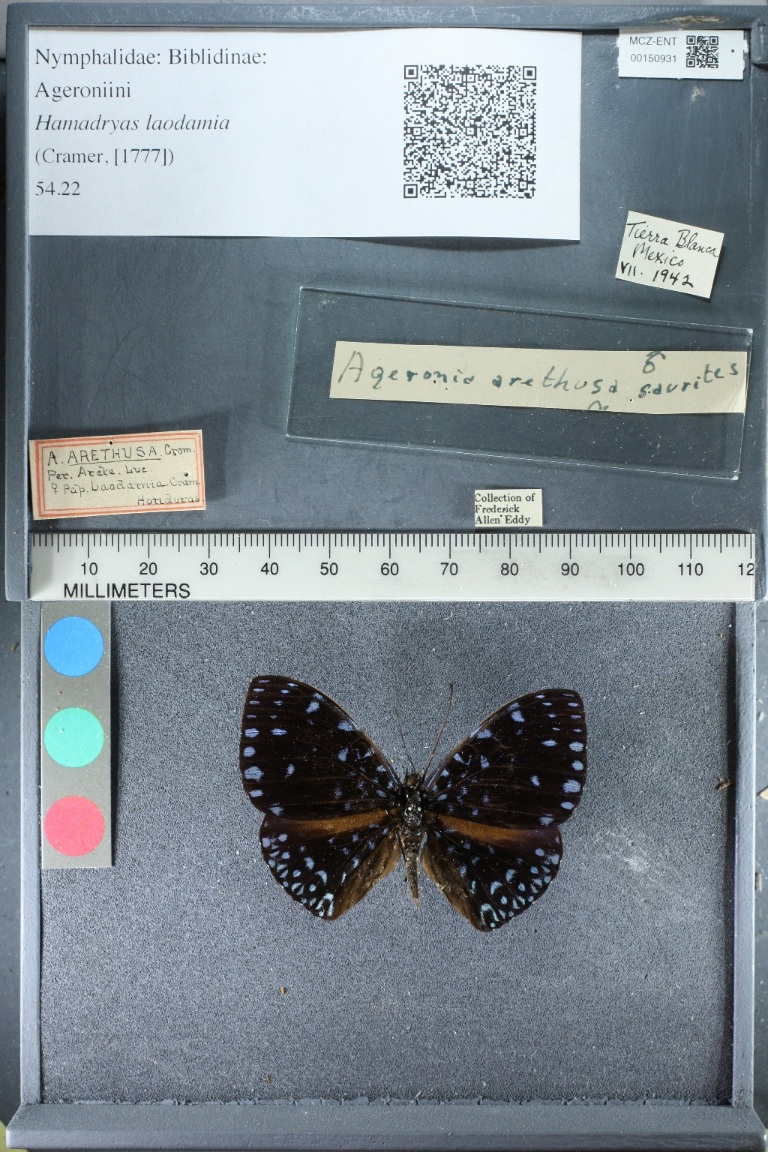 Nymphalidae: Biblidinae:
Ageroniini
Hamadryas laodamia
(Cramer, [1777])
54.22
MCZ-ENT
00150931
Tierra Blanca
Mexico
VII. 1942
Ageronia arethusa ♂ saurites
A. ARETHUSA. Cram.
Per. Arete. Luc.
♀ Pap. Laodamia. Cram
Honduras
Collection of
Frederick
Allen Eddy
10 20 30 40 50 60 70 80 90 100 110 12
MILLIMETERS